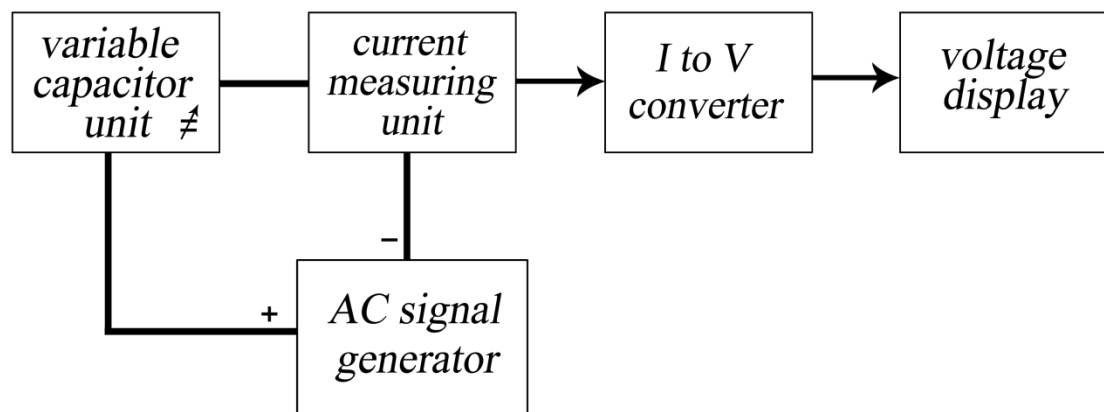 variable
capacitor
unit
current
measuring
unit
I to V
converter
voltage
display
–
+
AC signal
generator